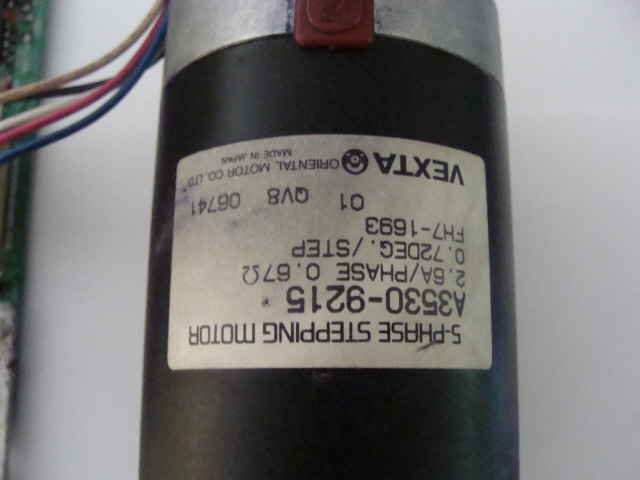 5-PHASE STEPPING MOTOR
A3530-9215
2.6A/PHASE 0.67Ω
0.72DEG./STEP
FH7-1693
01 QV8 06741
VEXTA ORIENTAL MOTOR CO. LTD.
MADE IN JAPAN